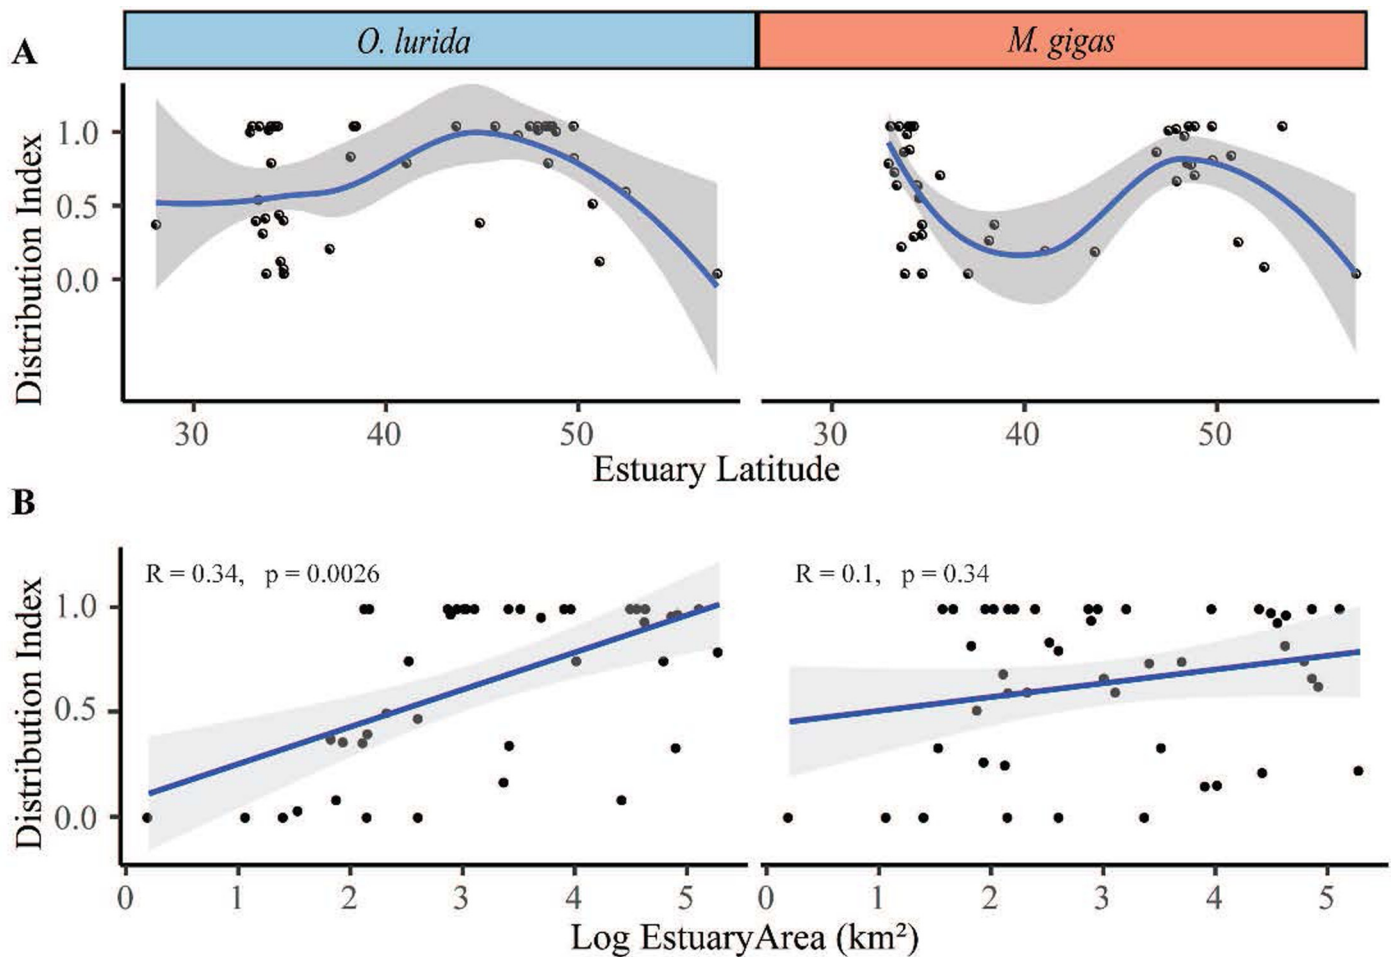 A
O. lurida
M. gigas
Distribution Index
1.0
0.5
0.0
30
40
50
30
40
50
Estuary Latitude
B
R = 0.34, p = 0.0026
R = 0.1, p = 0.34
Distribution Index
1.0
0.5
0.0
0
1
2
3
4
5
0
1
2
3
4
5
Log EstuaryArea (km²)